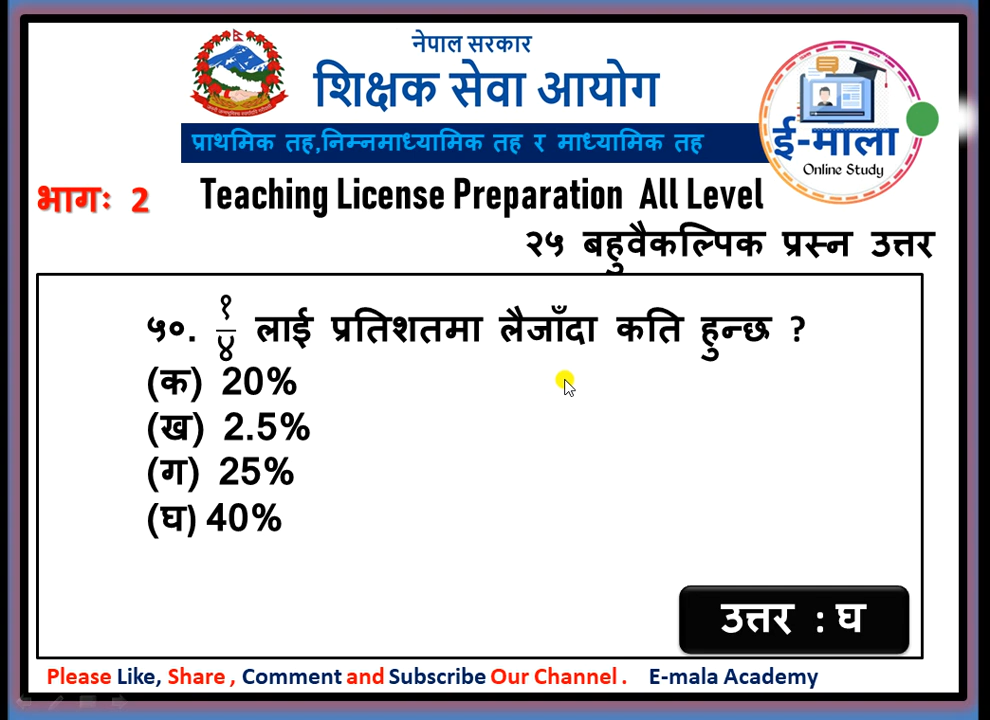 नेपाल सरकार
शिक्षक सेवा आयोग
प्राथमिक तह,निम्नमाध्यामिक तह र माध्यामिक तह
ई-माला
Online Study
भागः 2
Teaching License Preparation All Level
२५ बहुवैकल्पिक प्रस्न उत्तर
५०. १/४ लाई प्रतिशतमा लैजाँदा कति हुन्छ ?
(क) 20%
(ख) 2.5%
(ग) 25%
(घ) 40%
उत्तर : घ
Please Like, Share , Comment and Subscribe Our Channel . E-mala Academy